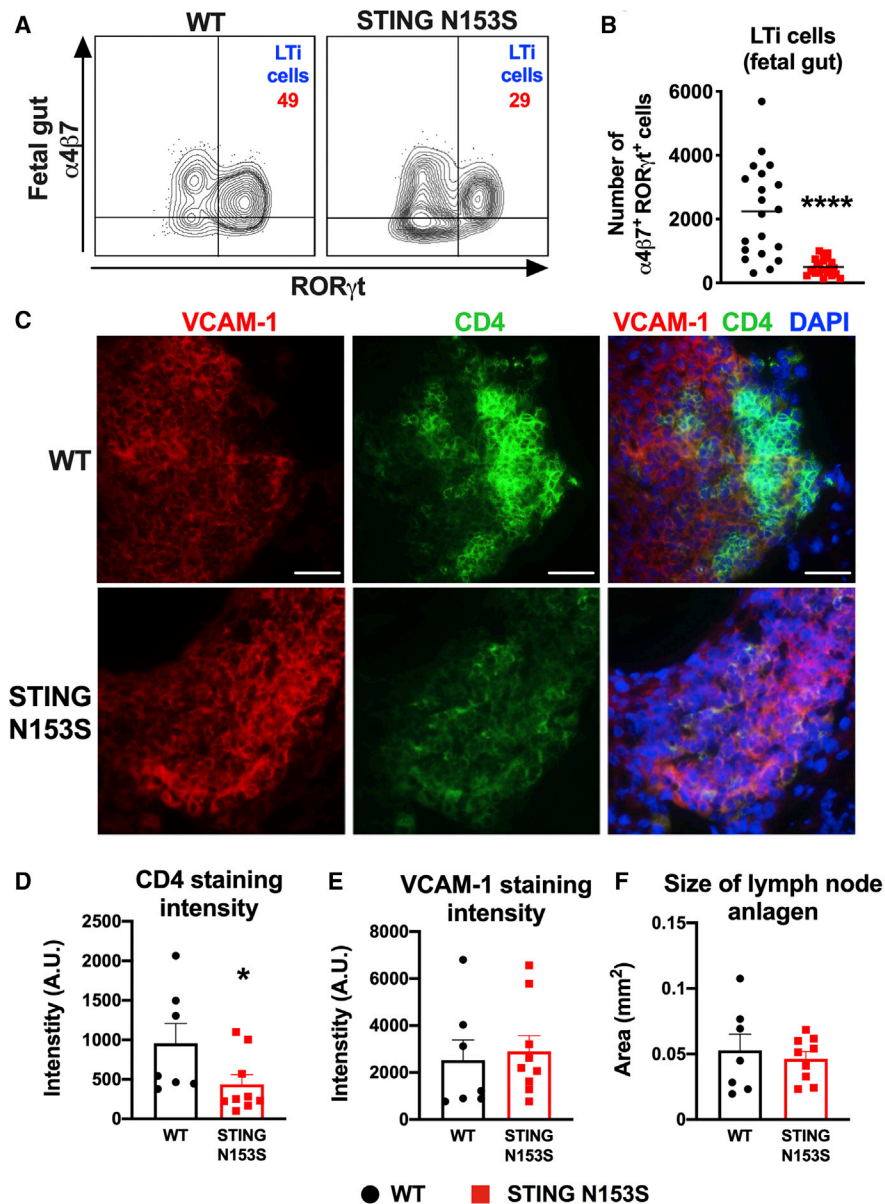 A
WT
STING N153S
LTi
cells
49
LTi
cells
29
Fetal gut
α4β7
RORγt
B
LTi cells
(fetal gut)
Number of
α4β7+ RORγt+ cells
6000
4000
2000
0
****
C
VCAM-1
CD4
VCAM-1 CD4 DAPI
WT
STING
N153S
D
CD4 staining
intensity
Intenstity (A.U.)
2500
2000
1500
1000
500
0
*
WT
STING
N153S
E
VCAM-1 staining
intensity
Intenstity (A.U.)
8000
6000
4000
2000
0
WT
STING
N153S
F
Size of lymph node
anlagen
Area (mm²)
0.15
0.1
0.05
0
WT
STING
N153S
WT
STING N153S